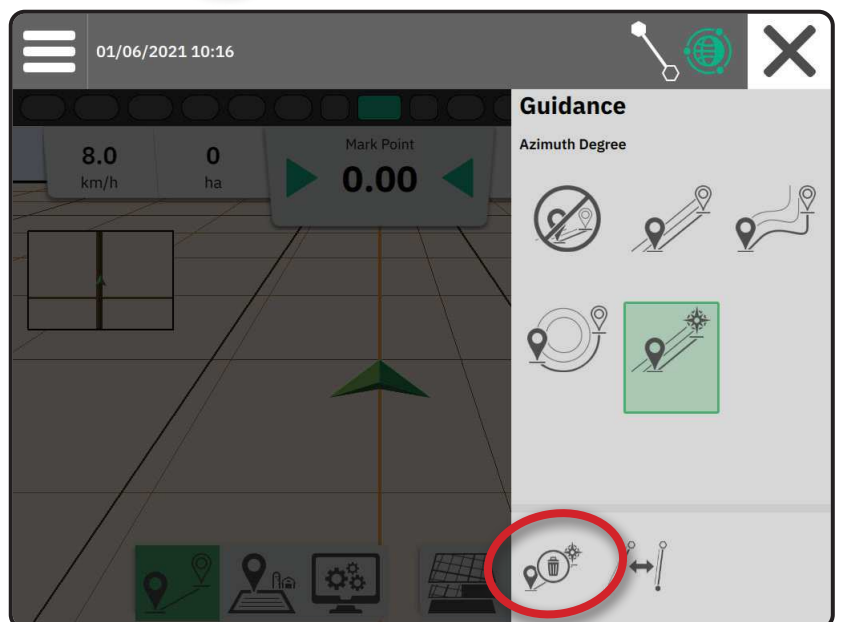 01/06/2021 10:16
Guidance
Azimuth Degree
8.0
km/h
0
ha
Mark Point
0.00